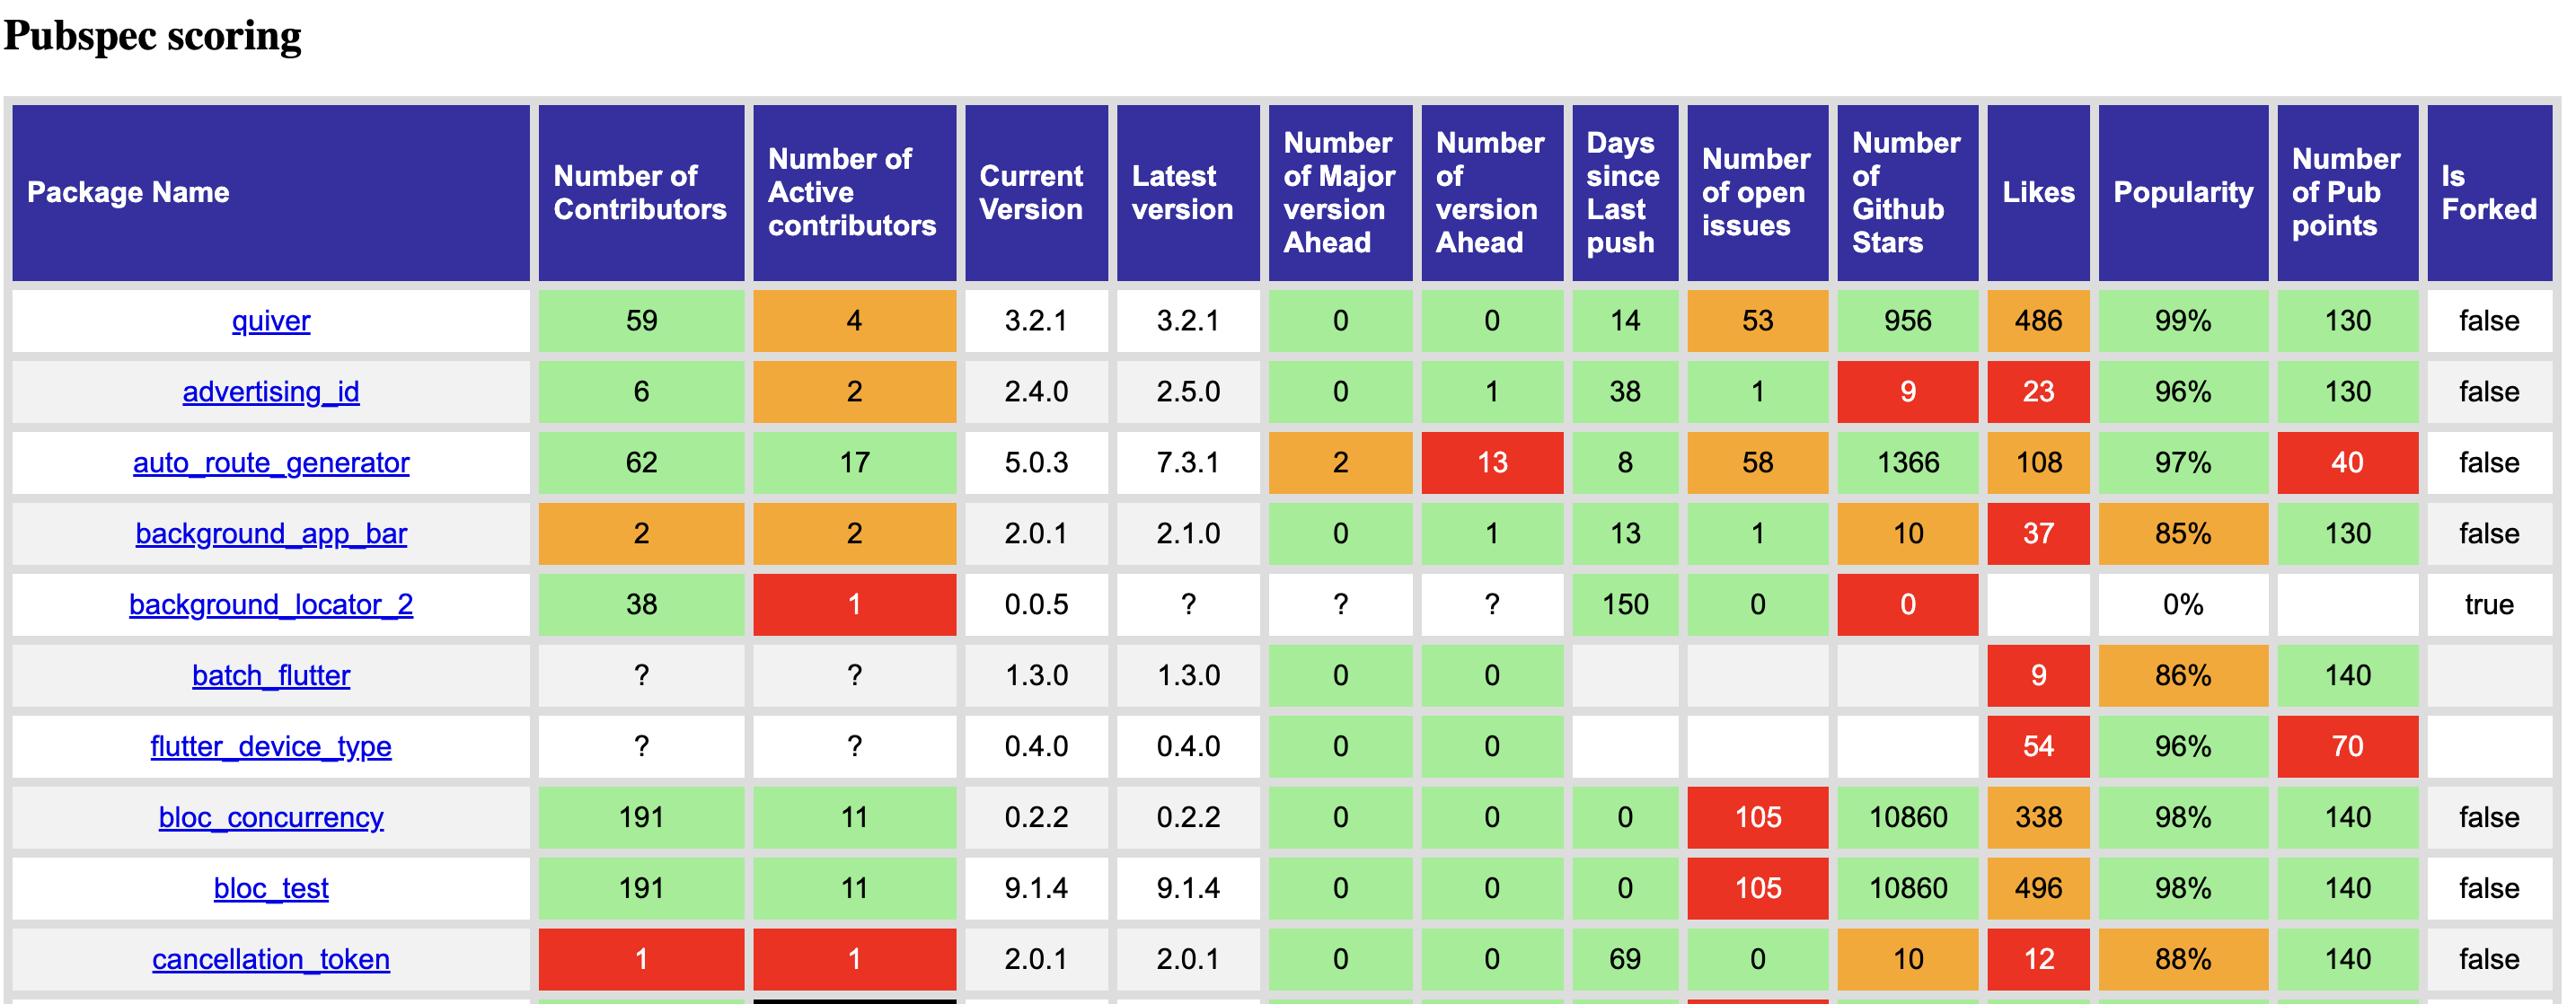 Pubspec scoring
Package Name | Number of Contributors | Number of Active contributors | Current Version | Latest version | Number of Major version Ahead | Number of version Ahead | Days since Last push | Number of open issues | Number of Github Stars | Likes | Popularity | Number of Pub points | Is Forked
quiver | 59 | 4 | 3.2.1 | 3.2.1 | 0 | 0 | 14 | 53 | 956 | 486 | 99% | 130 | false
advertising_id | 6 | 2 | 2.4.0 | 2.5.0 | 0 | 1 | 38 | 1 | 9 | 23 | 96% | 130 | false
auto_route_generator | 62 | 17 | 5.0.3 | 7.3.1 | 2 | 13 | 8 | 58 | 1366 | 108 | 97% | 40 | false
background_app_bar | 2 | 2 | 2.0.1 | 2.1.0 | 0 | 1 | 13 | 1 | 10 | 37 | 85% | 130 | false
background_locator_2 | 38 | 1 | 0.0.5 | ? | ? | ? | 150 | 0 | 0 | | 0% | | true
batch_flutter | ? | ? | 1.3.0 | 1.3.0 | 0 | 0 | | | | 9 | 86% | 140 |
flutter_device_type | ? | ? | 0.4.0 | 0.4.0 | 0 | 0 | | | | 54 | 96% | 70 |
bloc_concurrency | 191 | 11 | 0.2.2 | 0.2.2 | 0 | 0 | 0 | 105 | 10860 | 338 | 98% | 140 | false
bloc_test | 191 | 11 | 9.1.4 | 9.1.4 | 0 | 0 | 0 | 105 | 10860 | 496 | 98% | 140 | false
cancellation_token | 1 | 1 | 2.0.1 | 2.0.1 | 0 | 0 | 69 | 0 | 10 | 12 | 88% | 140 | false